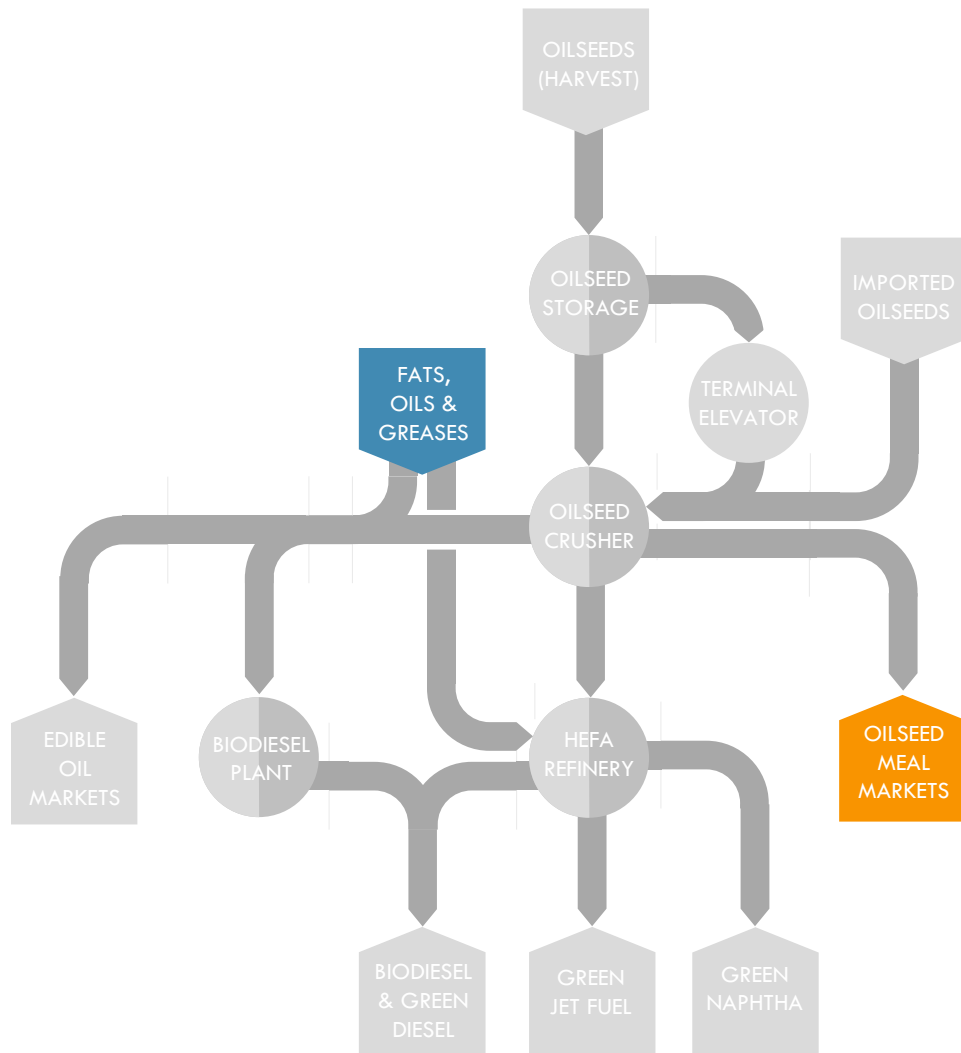 OILSEEDS
(HARVEST)
OILSEED
STORAGE
IMPORTED
OILSEEDS
FATS,
OILS &
GREASES
TERMINAL
ELEVATOR
OILSEED
CRUSHER
EDIBLE
OIL
MARKETS
BIODIESEL
PLANT
HEFA
REFINERY
OILSEED
MEAL
MARKETS
BIODIESEL
& GREEN
DIESEL
GREEN
JET FUEL
GREEN
NAPHTHA